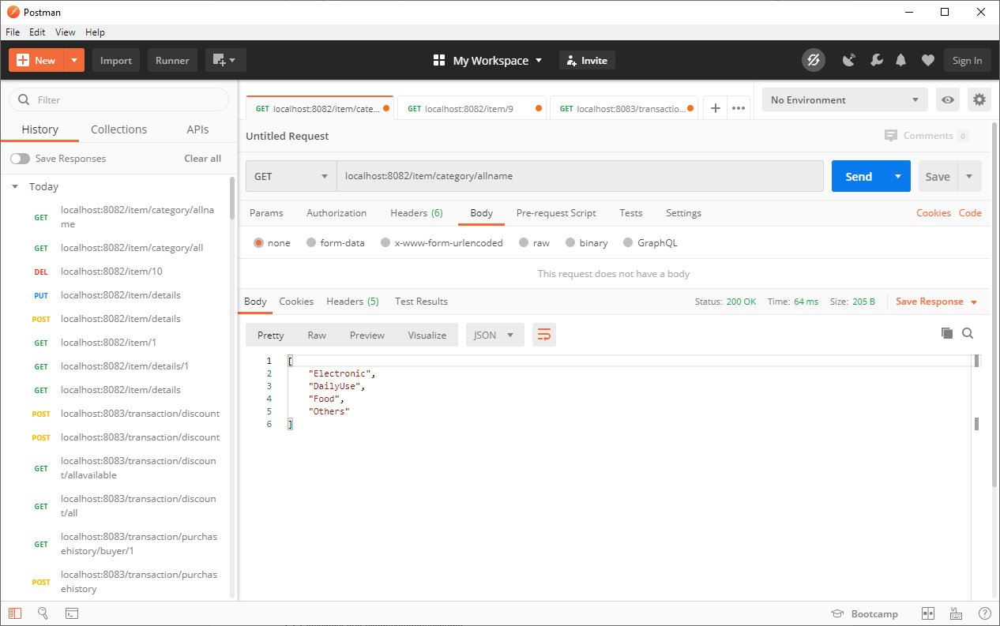 Postman
File Edit View Help
New Import Runner My Workspace Invite Sign In
Filter
History Collections APIs
Save Responses Clear all
Today
GET localhost:8082/item/category/allna
me
GET localhost:8082/item/category/all
DEL localhost:8082/item/10
PUT localhost:8082/item/details
POST localhost:8082/item/details
GET localhost:8082/item/1
GET localhost:8082/item/details/1
GET localhost:8082/item/details
POST localhost:8083/transaction/discount
POST localhost:8083/transaction/discount
GET localhost:8083/transaction/discoun
t/allavailable
GET localhost:8083/transaction/discoun
t/all
GET localhost:8083/transaction/purchas
ehistory/buyer/1
POST localhost:8083/transaction/purchas
ehistory
GET localhost:8082/item/cate... GET localhost:8082/item/9 GET localhost:8083/transactio... No Environment
Untitled Request Comments 0
GET localhost:8082/item/category/allname Send Save
Params Authorization Headers (6) Body Pre-request Script Tests Settings Cookies Code
none form-data x-www-form-urlencoded raw binary GraphQL
This request does not have a body
Body Cookies Headers (5) Test Results Status: 200 OK Time: 64 ms Size: 205 B Save Response
Pretty Raw Preview Visualize JSON
1 [
2 "Electronic",
3 "DailyUse",
4 "Food",
5 "Others"
6 ]
Bootcamp